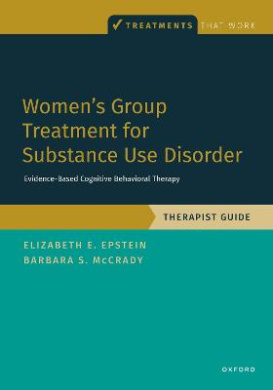 TREATMENTS THAT WORK
Women's Group
Treatment for
Substance Use Disorder
Evidence-Based Cognitive Behavioral Therapy
THERAPIST GUIDE
ELIZABETH E. EPSTEIN
BARBARA S. McCRADY
OXFORD